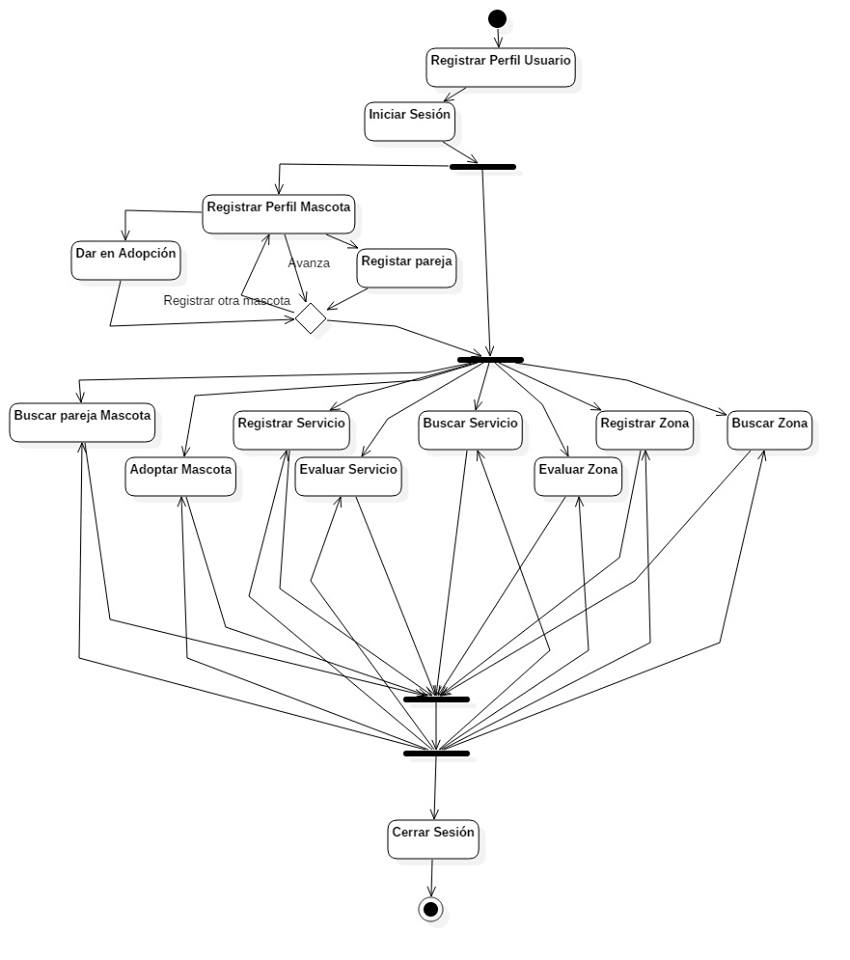 Registrar Perfil Usuario
Iniciar Sesión
Registrar Perfil Mascota
Dar en Adopción
Avanza
Registar pareja
Registrar otra mascota
Buscar pareja Mascota
Registrar Servicio
Buscar Servicio
Registrar Zona
Buscar Zona
Adoptar Mascota
Evaluar Servicio
Evaluar Zona
Cerrar Sesión